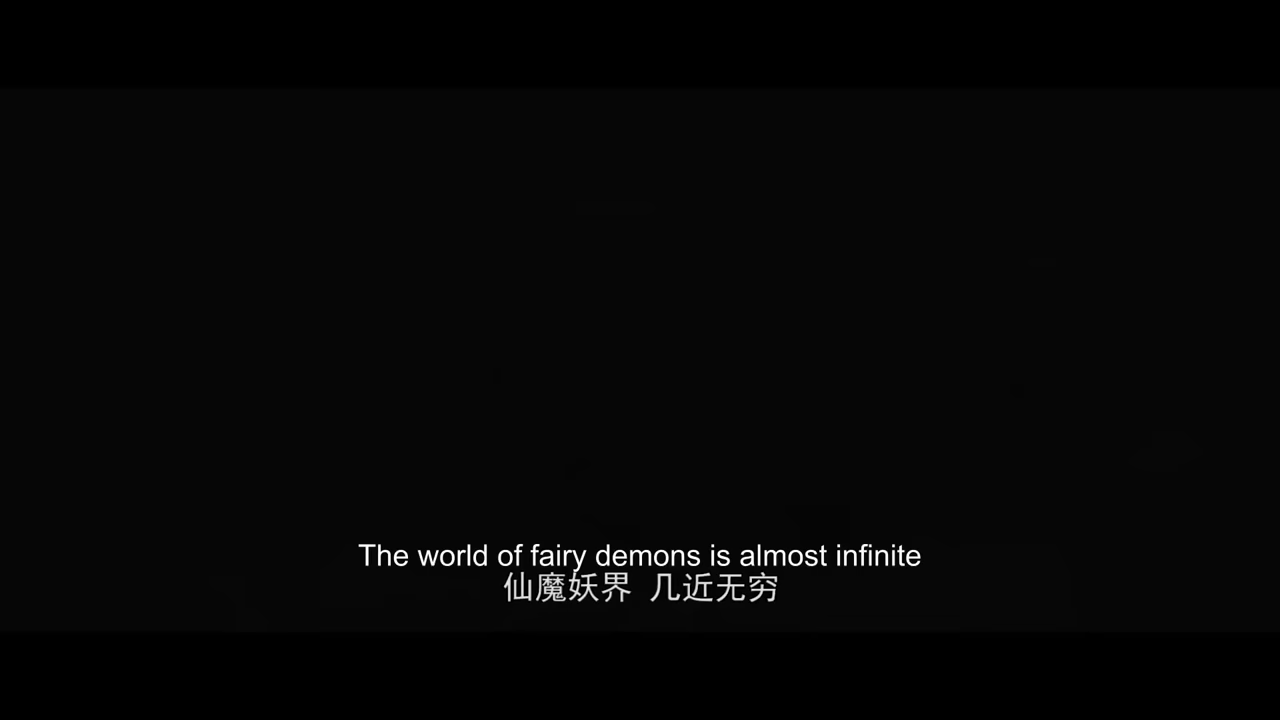 The world of fairy demons is almost infinite
仙魔妖界 几近无穷